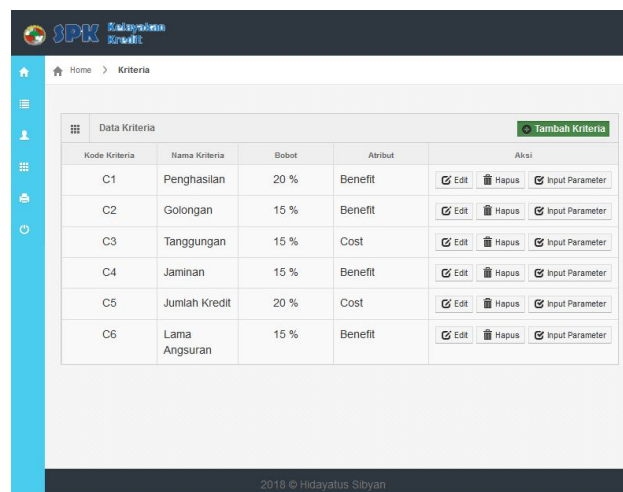 SPK Kelayakan
Kredit
Home > Kriteria
Data Kriteria Tambah Kriteria
Kode Kriteria Nama Kriteria Bobot Atribut Aksi
C1 Penghasilan 20 % Benefit Edit Hapus Input Parameter
C2 Golongan 15 % Benefit Edit Hapus Input Parameter
C3 Tanggungan 15 % Cost Edit Hapus Input Parameter
C4 Jaminan 15 % Benefit Edit Hapus Input Parameter
C5 Jumlah Kredit 20 % Cost Edit Hapus Input Parameter
C6 Lama 15 % Benefit Edit Hapus Input Parameter
Angsuran
2018 © Hidayatus Sibyan